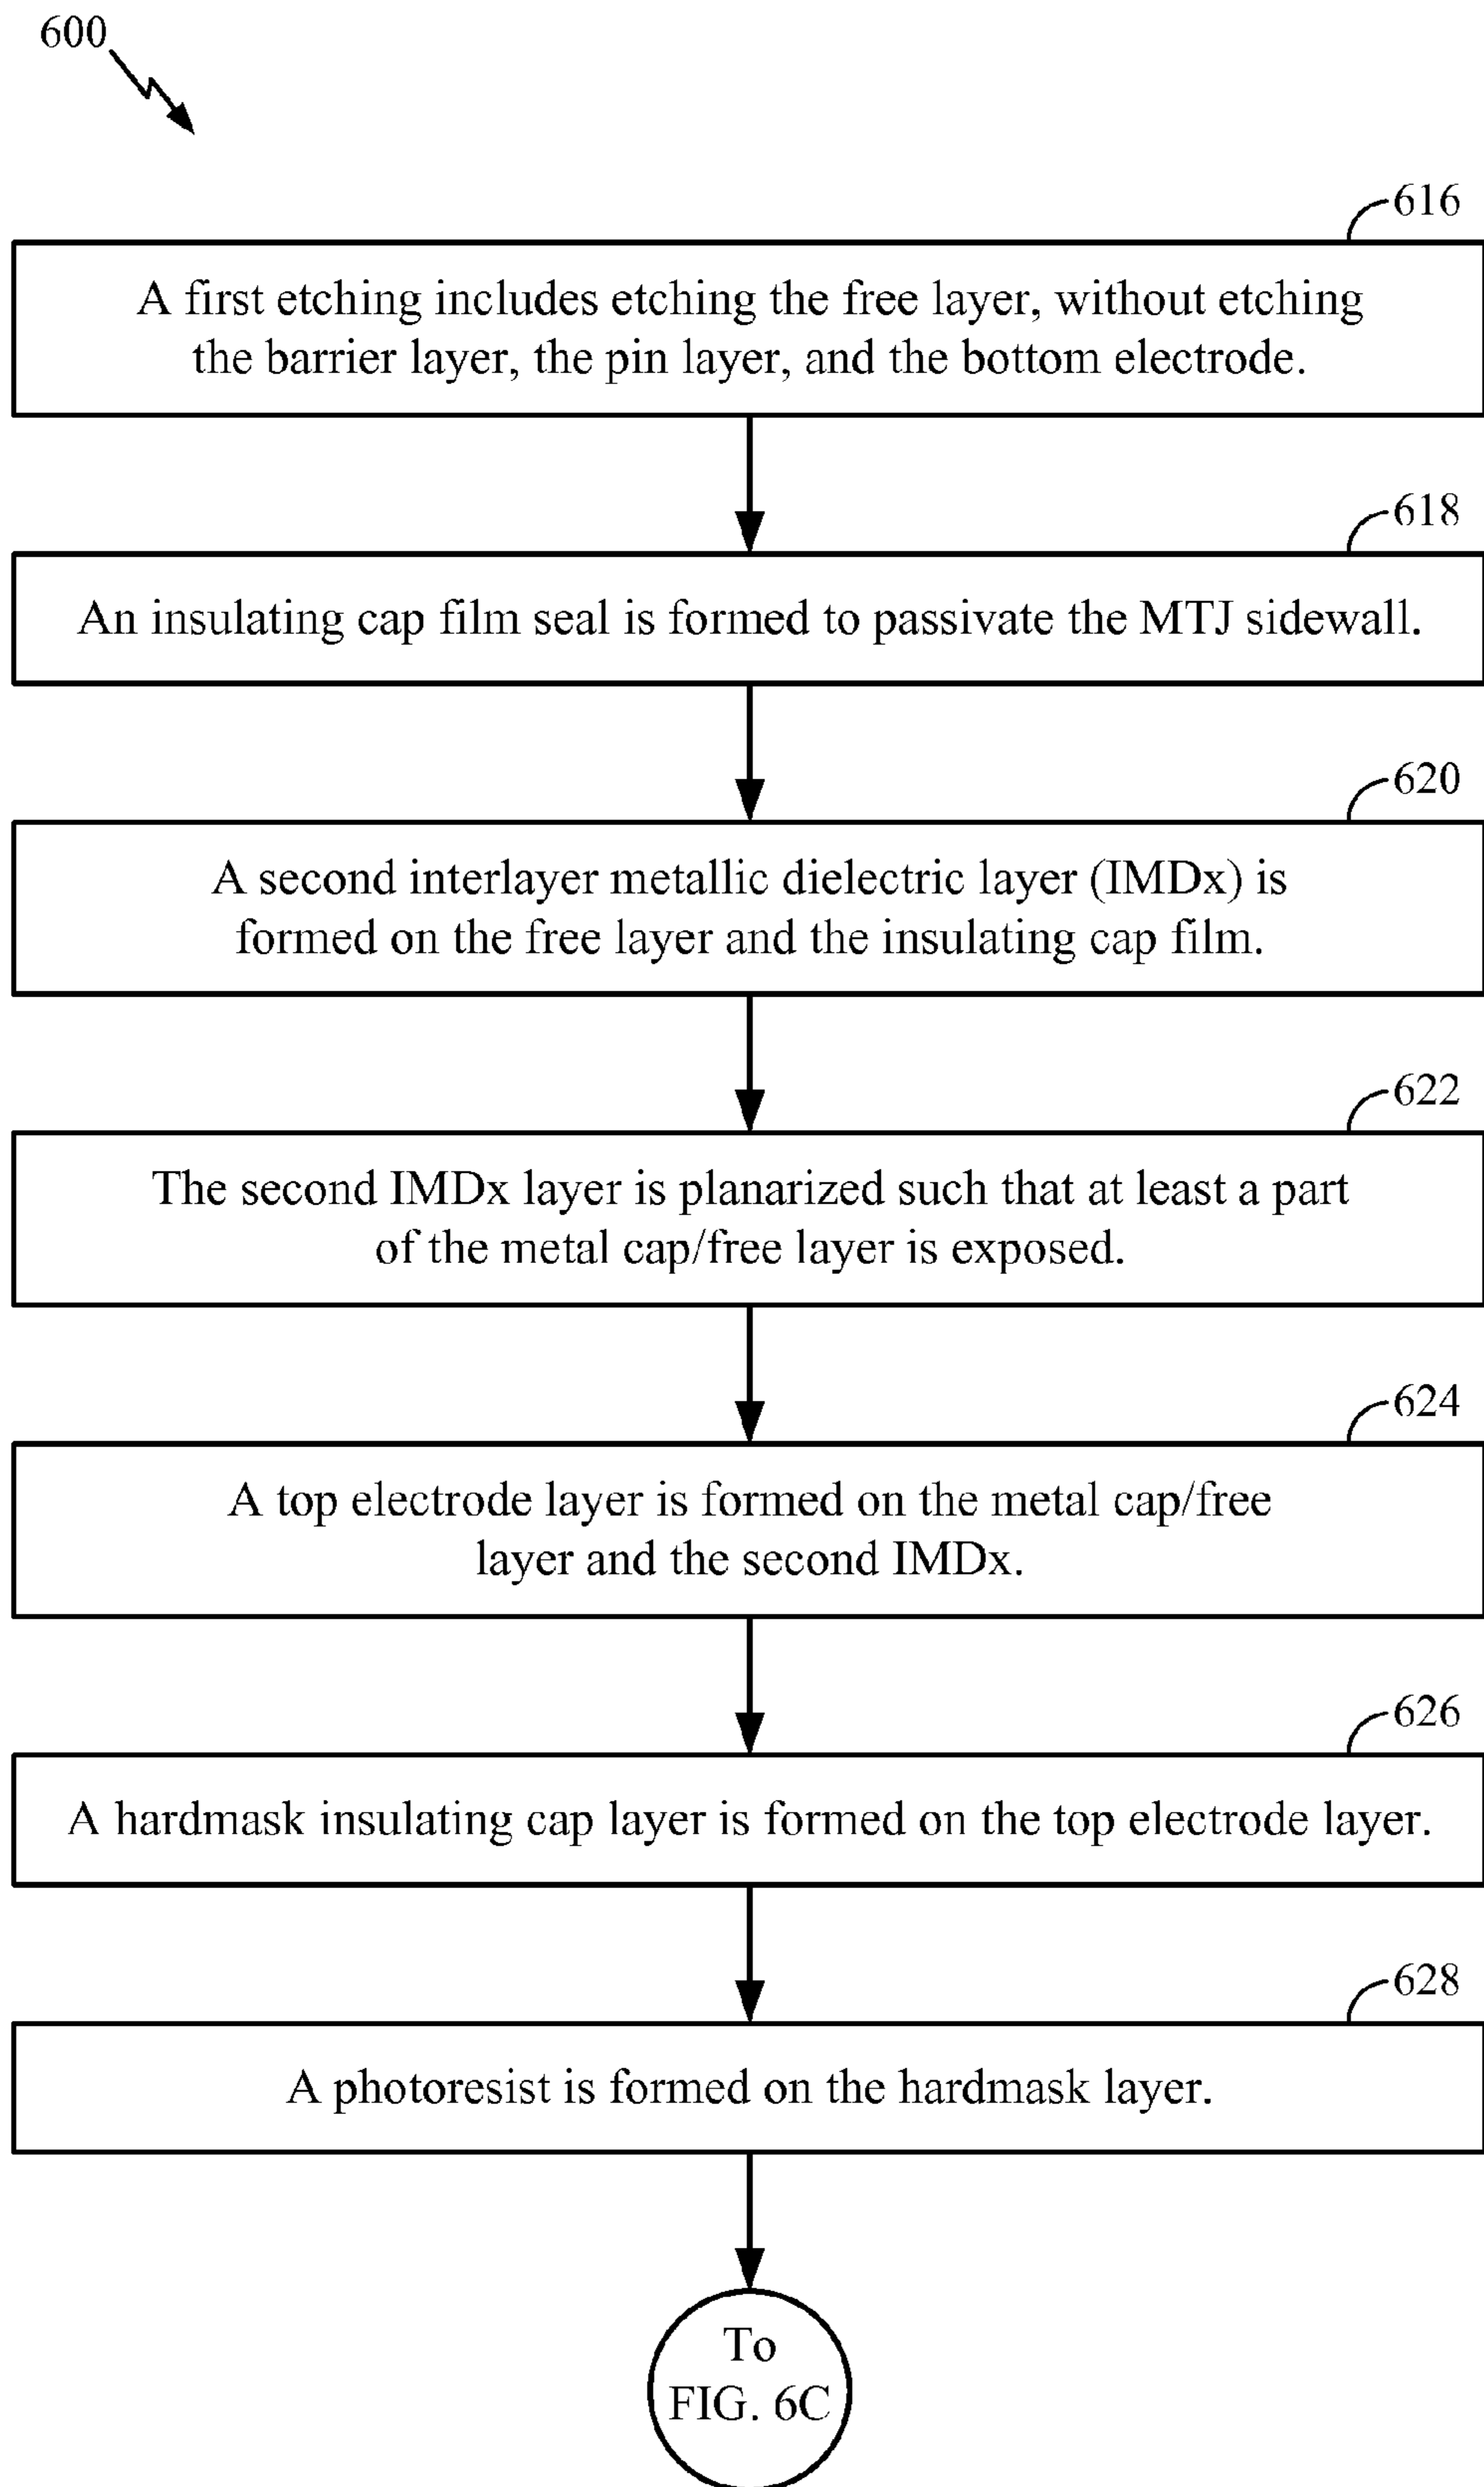 600
616
A first etching includes etching the free layer, without etching
the barrier layer, the pin layer, and the bottom electrode.
618
An insulating cap film seal is formed to passivate the MTJ sidewall.
620
A second interlayer metallic dielectric layer (IMDx) is
formed on the free layer and the insulating cap film.
622
The second IMDx layer is planarized such that at least a part
of the metal cap/free layer is exposed.
624
A top electrode layer is formed on the metal cap/free
layer and the second IMDx.
626
A hardmask insulating cap layer is formed on the top electrode layer.
628
A photoresist is formed on the hardmask layer.
To
FIG. 6C